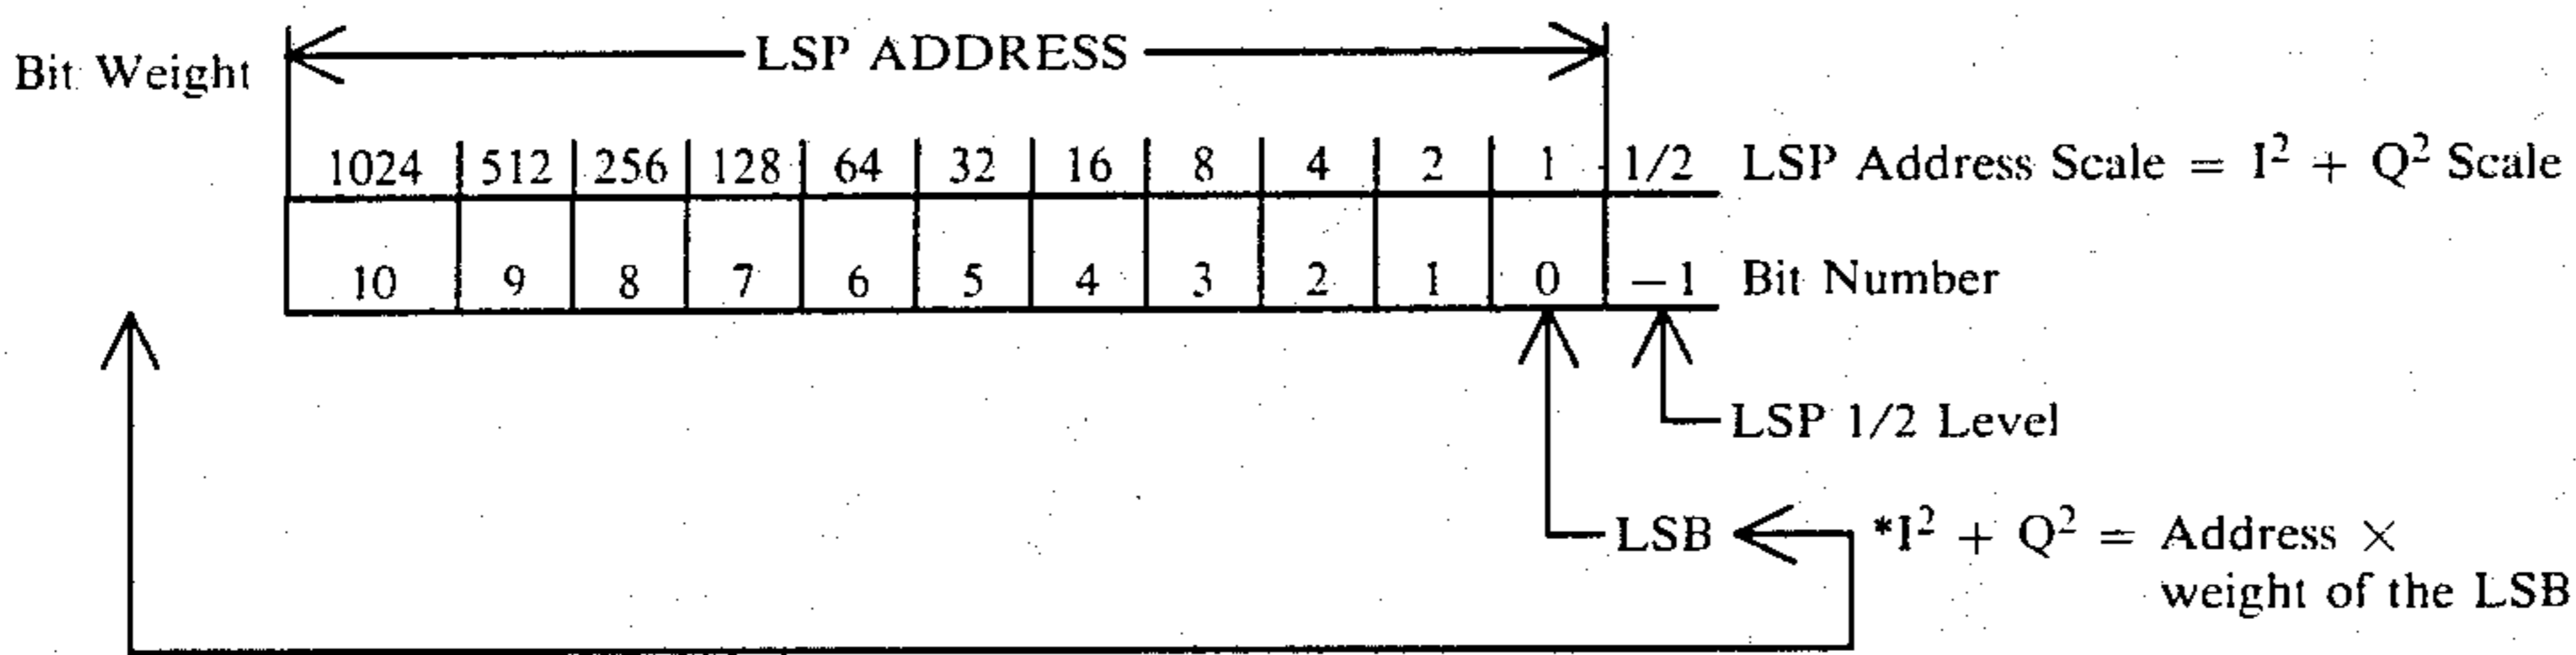 LSP ADDRESS
Bit Weight
1024 512 256 128 64 32 16 8 4 2 1 1/2 LSP Address Scale = I² + Q² Scale
10 9 8 7 6 5 4 3 2 1 0 −1 Bit Number
LSP 1/2 Level
LSB *I² + Q² = Address ×
weight of the LSB